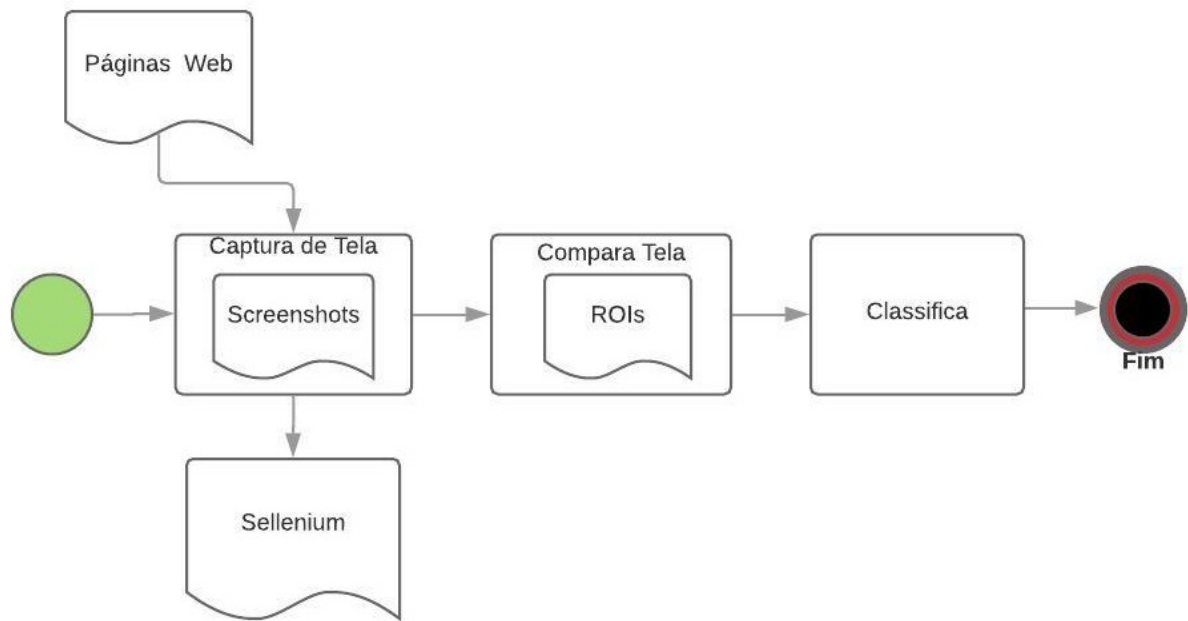 Páginas Web
Captura de Tela
Screenshots
Compara Tela
ROIs
Classifica
Fim
Sellenium